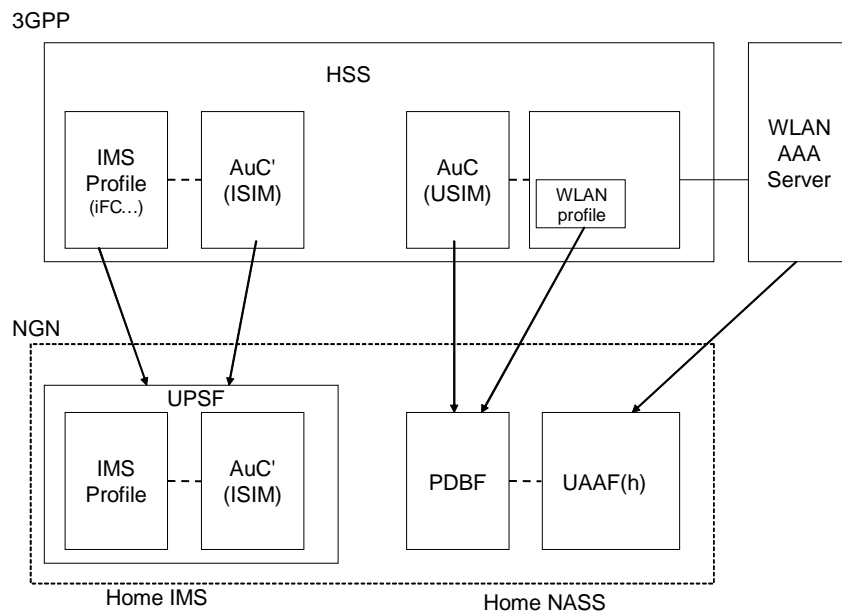 3GPP
HSS
IMS
Profile
(iFC…)
AuC'
(ISIM)
AuC
(USIM)
WLAN
profile
WLAN
AAA
Server
NGN
UPSF
IMS
Profile
AuC'
(ISIM)
PDBF
UAAF(h)
Home IMS
Home NASS